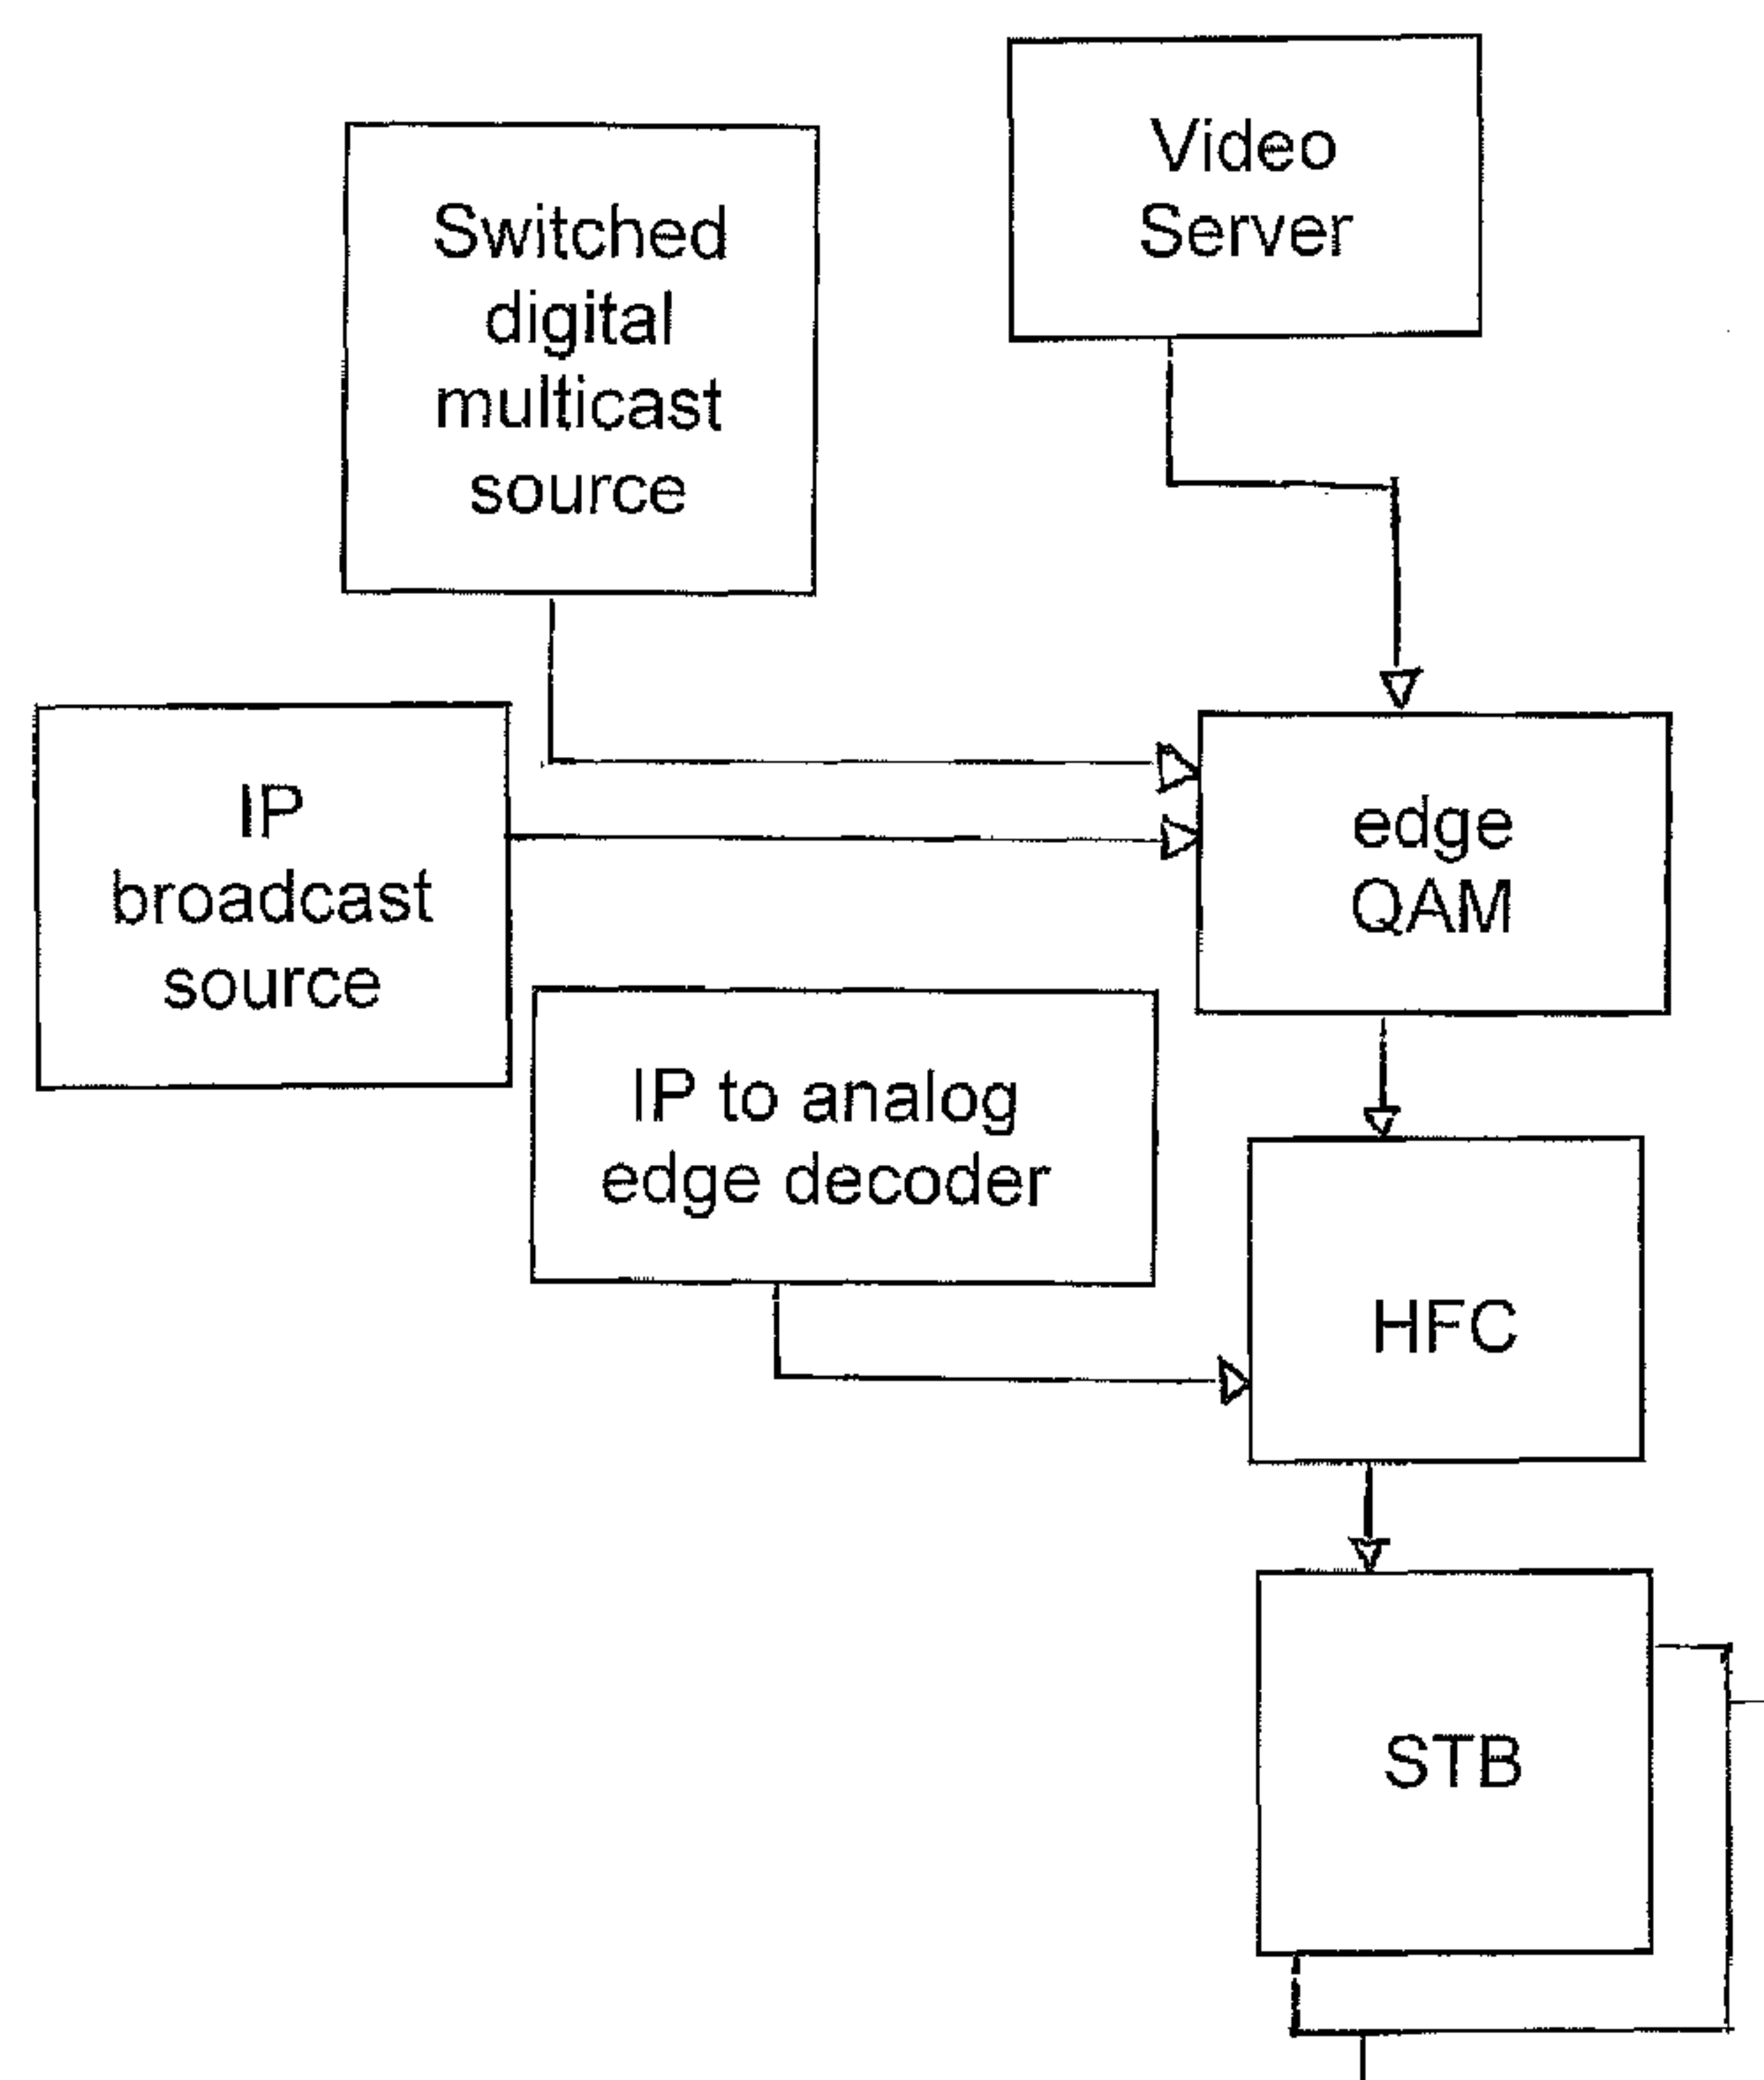 Video
Server
Switched
digital
multicast
source
IP
broadcast
source
edge
QAM
IP to analog
edge decoder
HFC
STB